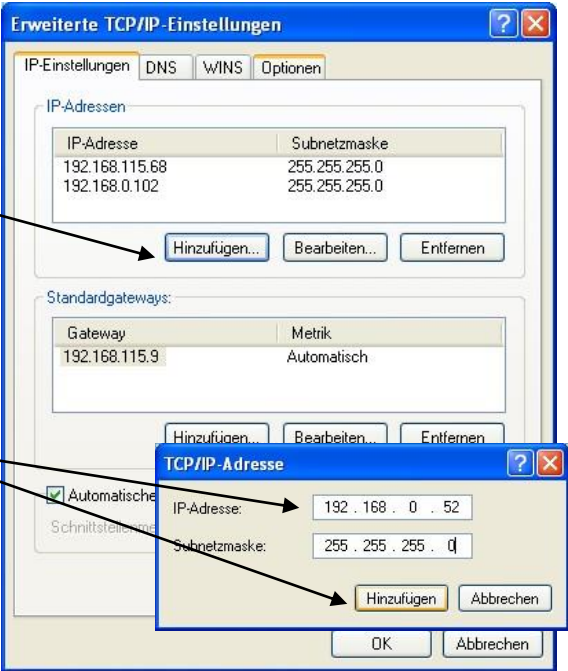 Erweiterte TCP/IP-Einstellungen
IP-Einstellungen DNS WINS Optionen
IP-Adressen
IP-Adresse Subnetzmaske
192.168.115.68 255.255.255.0
192.168.0.102 255.255.255.0
Hinzufügen... Bearbeiten... Entfernen
Standardgateways:
Gateway Metrik
192.168.115.9 Automatisch
Hinzufügen... Bearbeiten... Entfernen
TCP/IP-Adresse
Automatische
IP-Adresse: 192 . 168 . 0 . 52
Subnetzmaske: 255 . 255 . 255 . 0
Hinzufügen Abbrechen
OK Abbrechen